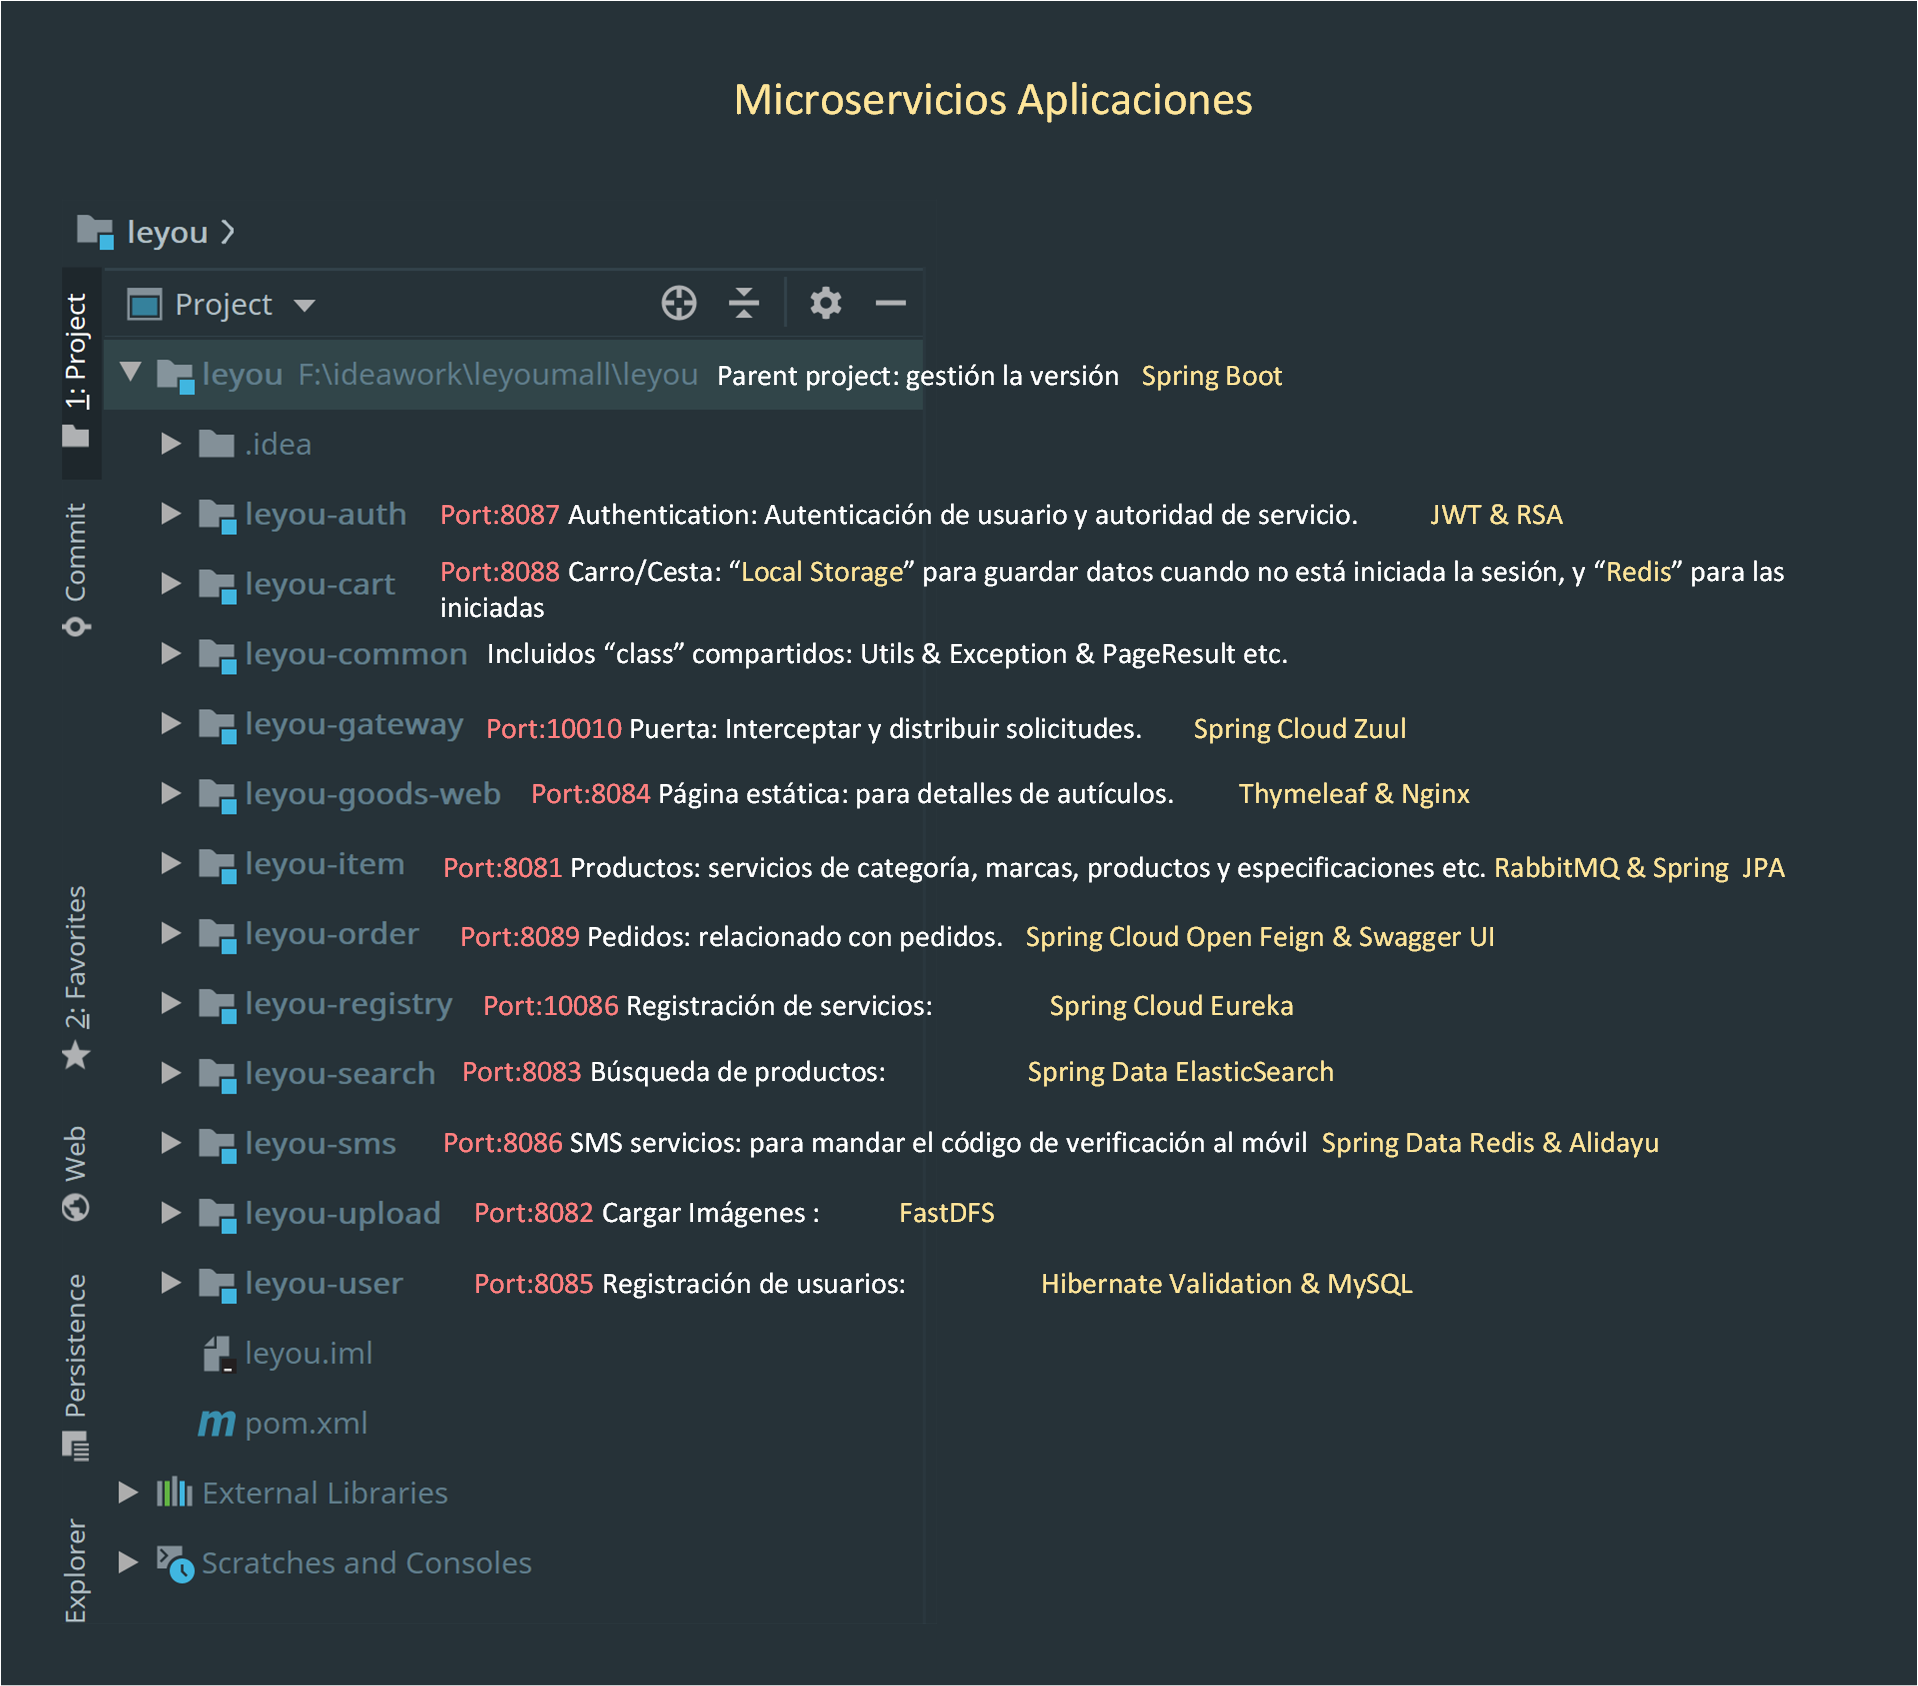 Microservicios Aplicaciones
leyou
1: Project
Project
leyou F:\ideawork\leyoumall\leyou Parent project: gestión la versión Spring Boot
.idea
leyou-auth Port:8087 Authentication: Autenticación de usuario y autoridad de servicio. JWT & RSA
Commit
leyou-cart Port:8088 Carro/Cesta: “Local Storage” para guardar datos cuando no está iniciada la sesión, y “Redis” para las
iniciadas
leyou-common Incluidos “class” compartidos: Utils & Exception & PageResult etc.
leyou-gateway Port:10010 Puerta: Interceptar y distribuir solicitudes. Spring Cloud Zuul
leyou-goods-web Port:8084 Página estática: para detalles de autículos. Thymeleaf & Nginx
leyou-item Port:8081 Productos: servicios de categoría, marcas, productos y especificaciones etc. RabbitMQ & Spring JPA
2: Favorites
leyou-order Port:8089 Pedidos: relacionado con pedidos. Spring Cloud Open Feign & Swagger UI
leyou-registry Port:10086 Registración de servicios: Spring Cloud Eureka
leyou-search Port:8083 Búsqueda de productos: Spring Data ElasticSearch
Web
leyou-sms Port:8086 SMS servicios: para mandar el código de verificación al móvil Spring Data Redis & Alidayu
leyou-upload Port:8082 Cargar Imágenes : FastDFS
leyou-user Port:8085 Registración de usuarios: Hibernate Validation & MySQL
Persistence
leyou.iml
pom.xml
External Libraries
Explorer
Scratches and Consoles